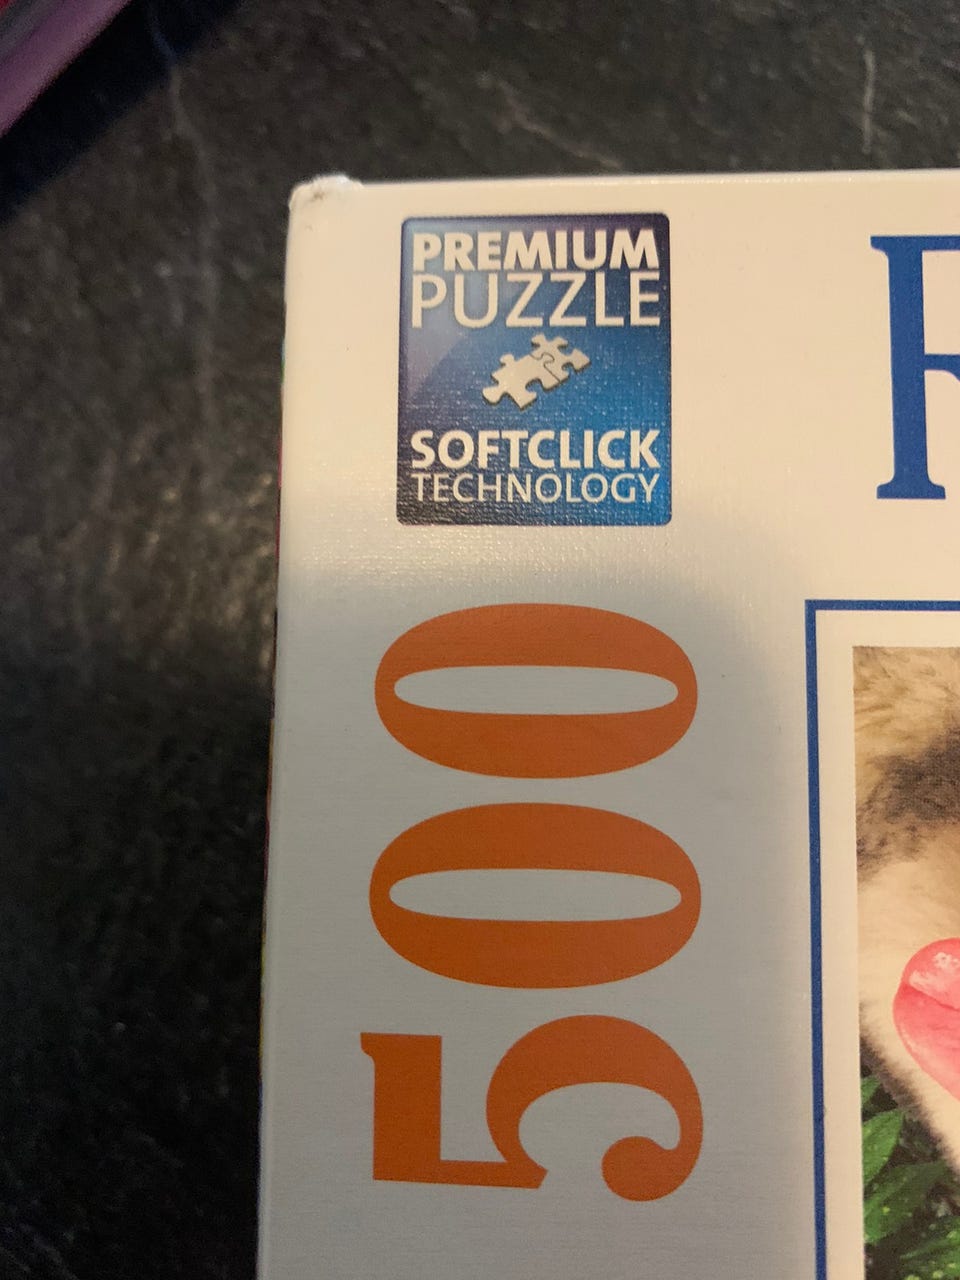 PREMIUM
PUZZLE
SOFTCLICK
TECHNOLOGY
500